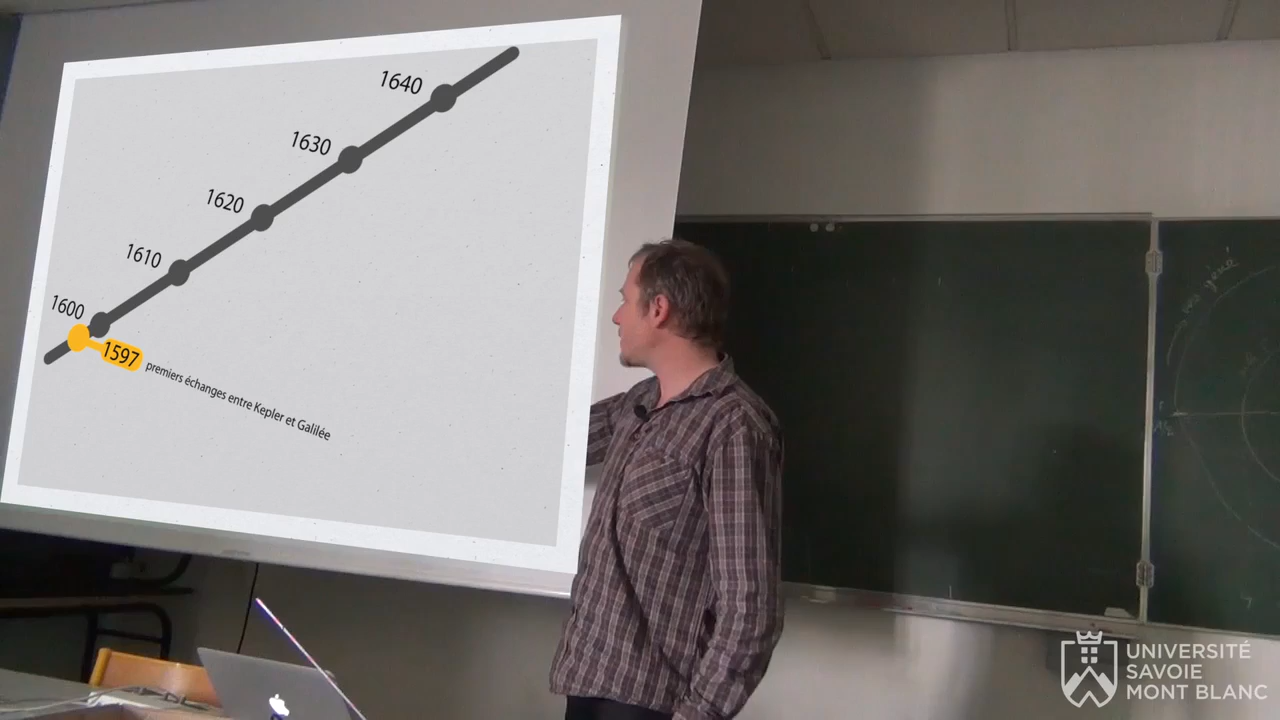 1640
1630
1620
1610
1600
1597 premiers échanges entre Kepler et Galilée
UNIVERSITÉ
SAVOIE
MONT BLANC